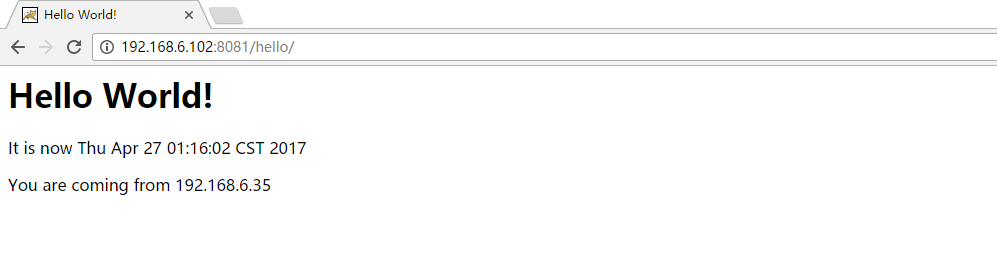 Hello World!
192.168.6.102:8081/hello/
Hello World!
It is now Thu Apr 27 01:16:02 CST 2017
You are coming from 192.168.6.35